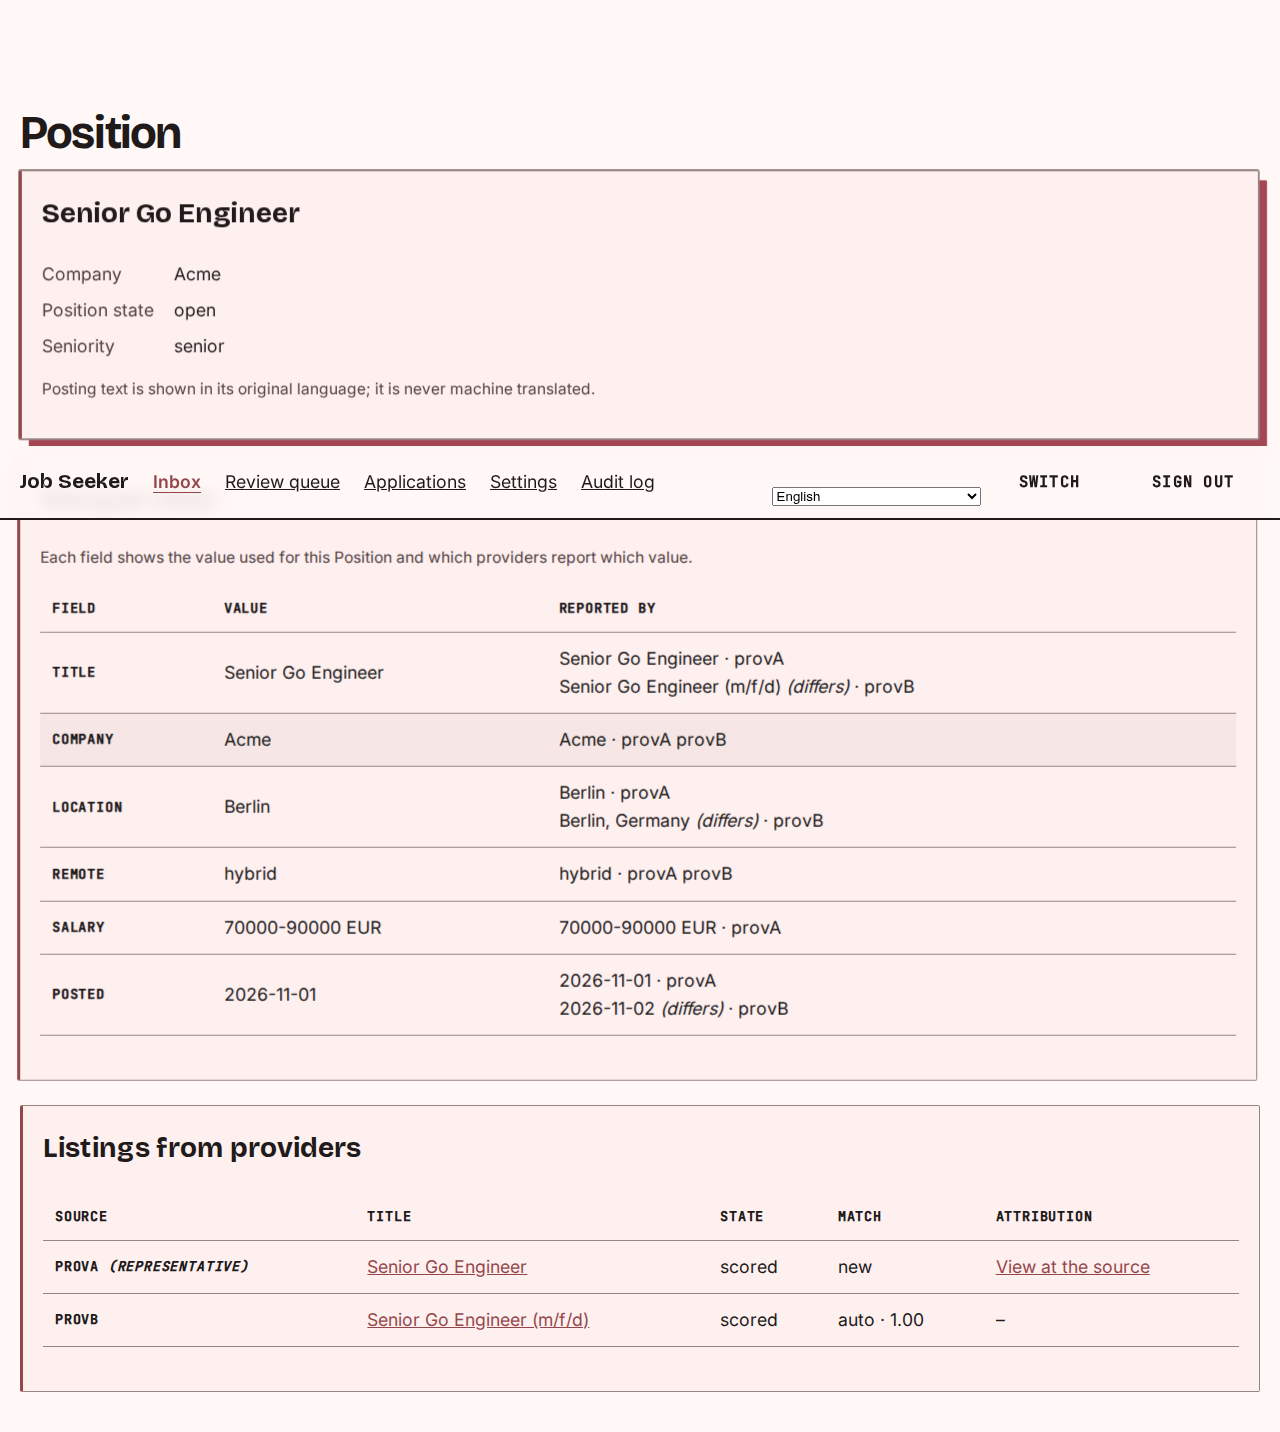 Position
Senior Go Engineer
Company Acme
Position state open
Seniority senior
Posting text is shown in its original language; it is never machine translated.
Job Seeker Inbox Review queue Applications Settings Audit log English SWITCH SIGN OUT
Each field shows the value used for this Position and which providers report which value.
FIELD VALUE REPORTED BY
TITLE Senior Go Engineer Senior Go Engineer · provA
Senior Go Engineer (m/f/d) (differs) · provB
COMPANY Acme Acme · provA provB
LOCATION Berlin Berlin · provA
Berlin, Germany (differs) · provB
REMOTE hybrid hybrid · provA provB
SALARY 70000-90000 EUR 70000-90000 EUR · provA
POSTED 2026-11-01 2026-11-01 · provA
2026-11-02 (differs) · provB
Listings from providers
SOURCE TITLE STATE MATCH ATTRIBUTION
PROVA (REPRESENTATIVE) Senior Go Engineer scored new View at the source
PROVB Senior Go Engineer (m/f/d) scored auto · 1.00 –